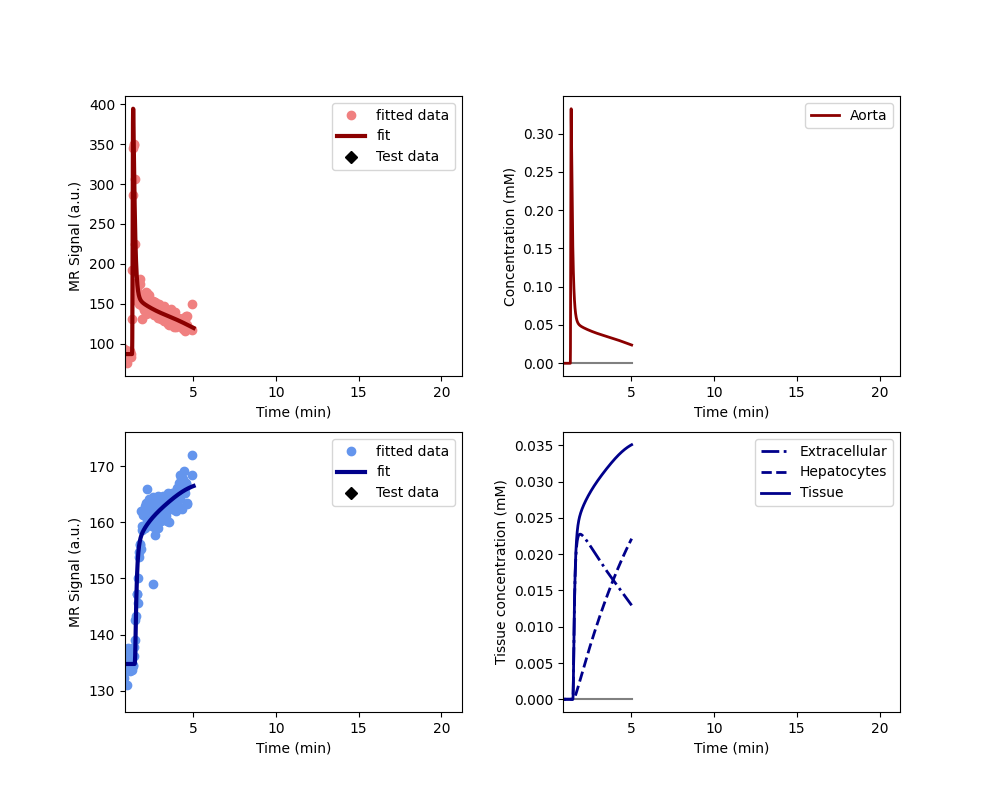 400
350
300
250
200
150
100
MR Signal (a.u.)
fitted data
fit
Test data
5
10
15
20
Time (min)
0.30
0.25
0.20
0.15
0.10
0.05
0.00
Concentration (mM)
Aorta
5
10
15
20
Time (min)
170
160
150
140
130
MR Signal (a.u.)
fitted data
fit
Test data
5
10
15
20
Time (min)
0.035
0.030
0.025
0.020
0.015
0.010
0.005
0.000
Tissue concentration (mM)
Extracellular
Hepatocytes
Tissue
5
10
15
20
Time (min)